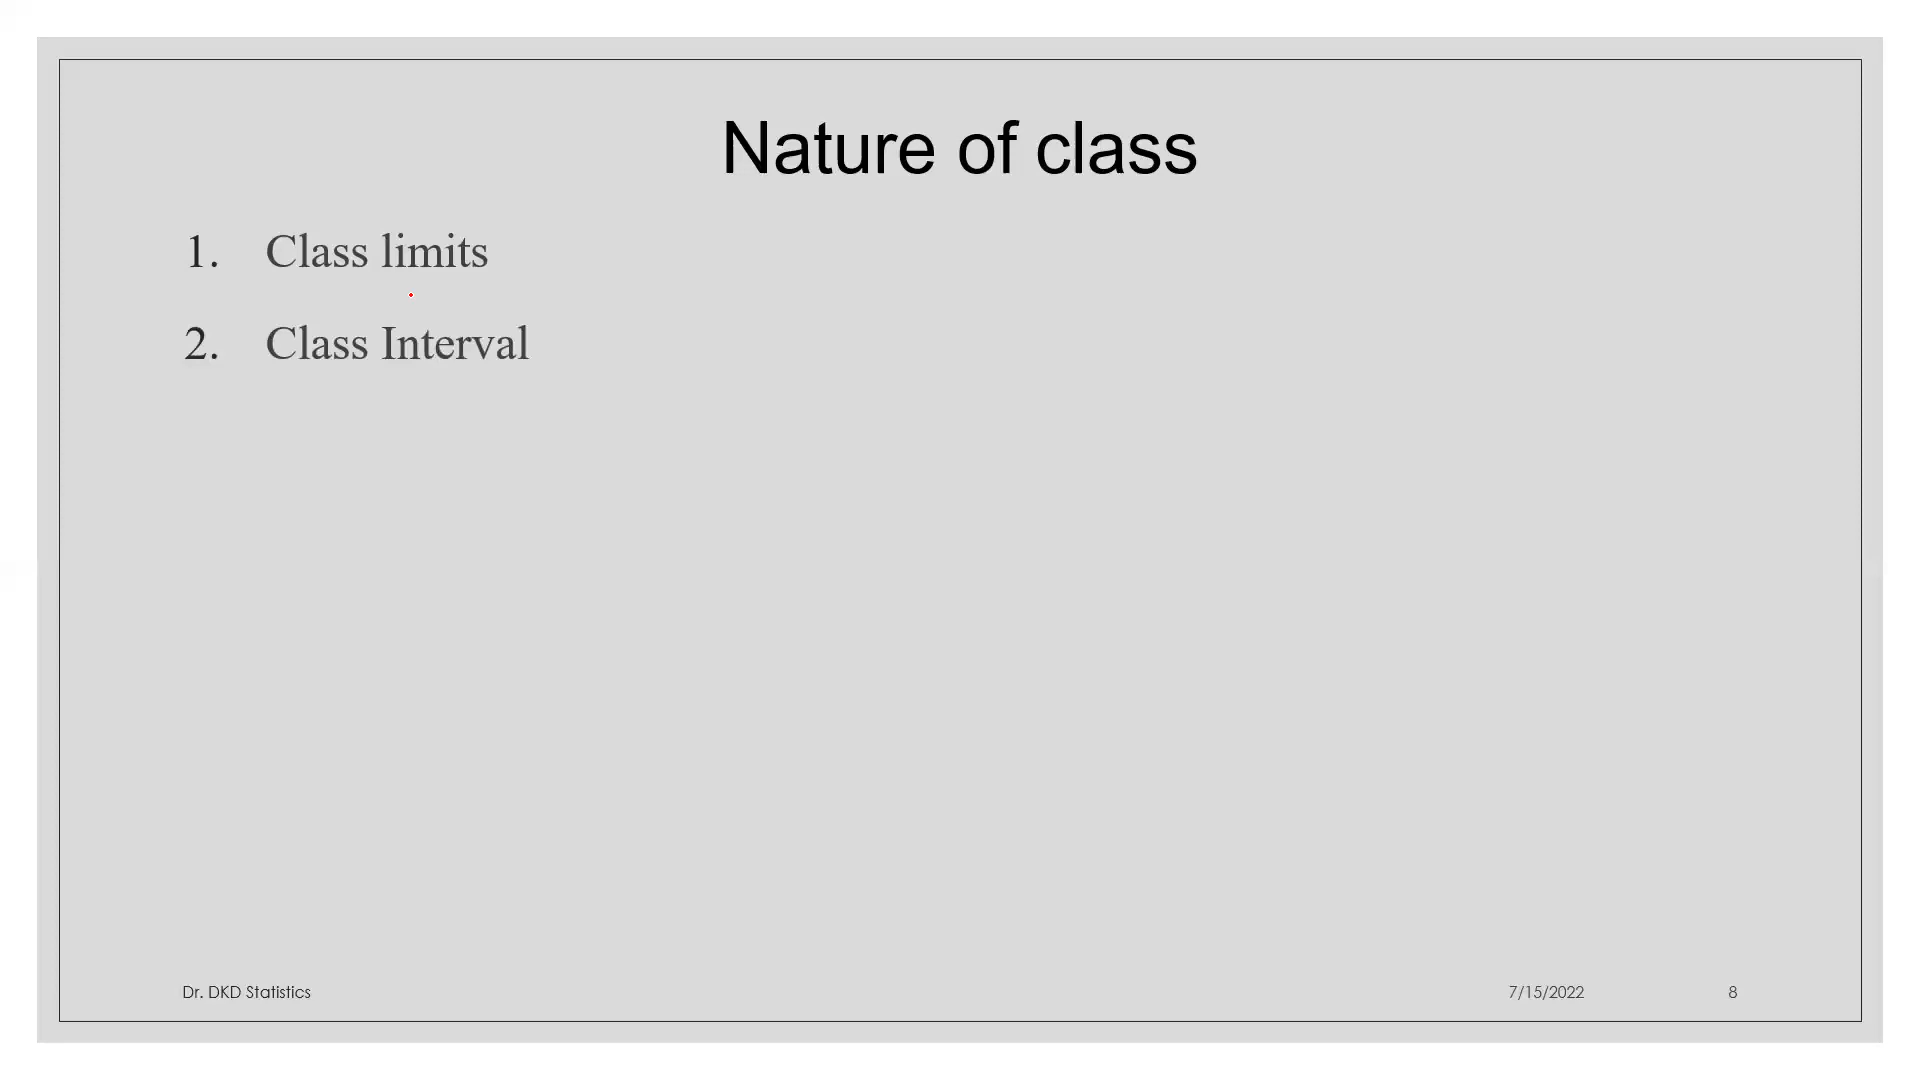 Nature of class
1. Class limits
2. Class Interval
Dr. DKD Statistics
7/15/2022
8